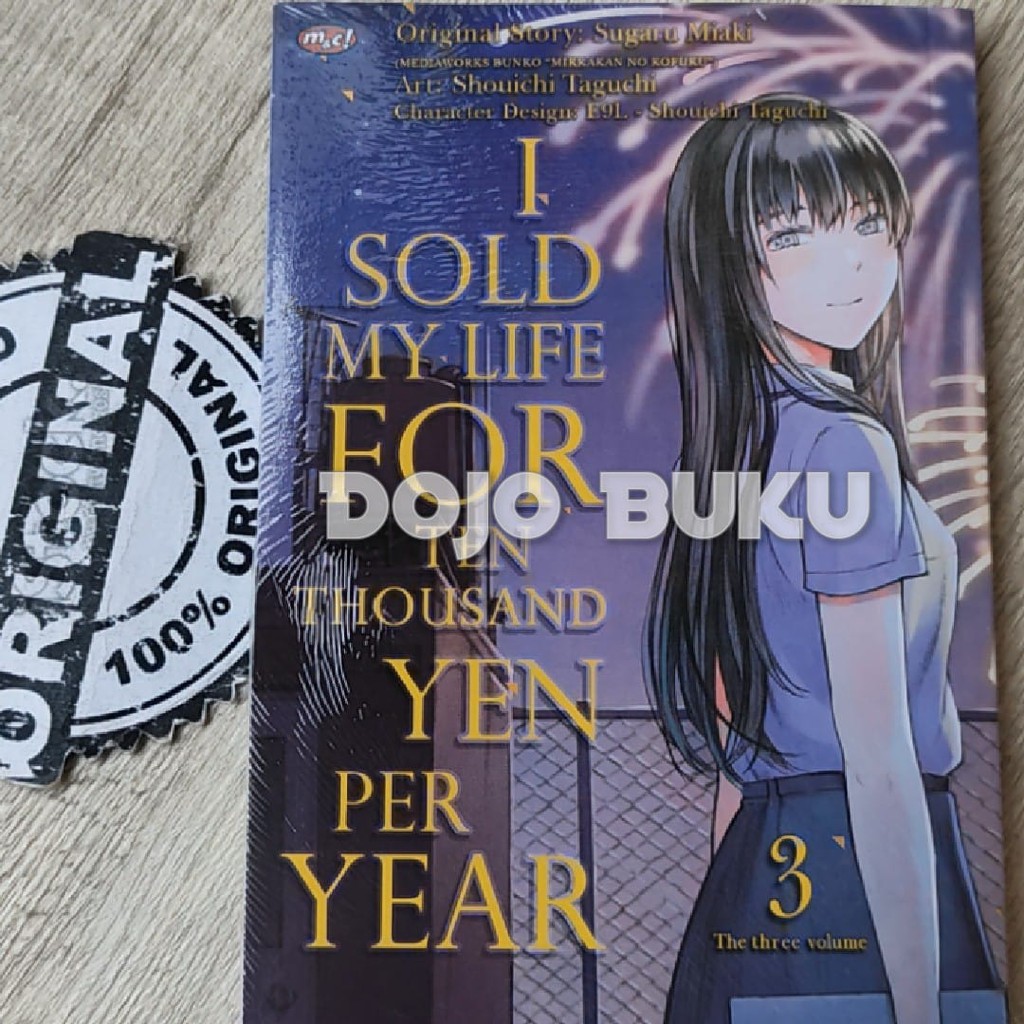 m&c!
Original Story: Sugaru Miaki
(MEDIAWORKS BUNKO "MIKKAKAN NO KOFUKU")
Art: Shouichi Taguchi
Character Design: E9L - Shouichi Taguchi
I
SOLD
MY LIFE
FOR
TEN
THOUSAND
YEN
PER
YEAR
DOJO BUKU
3
The three volume
ORIGINAL
ORIGINAL
100%